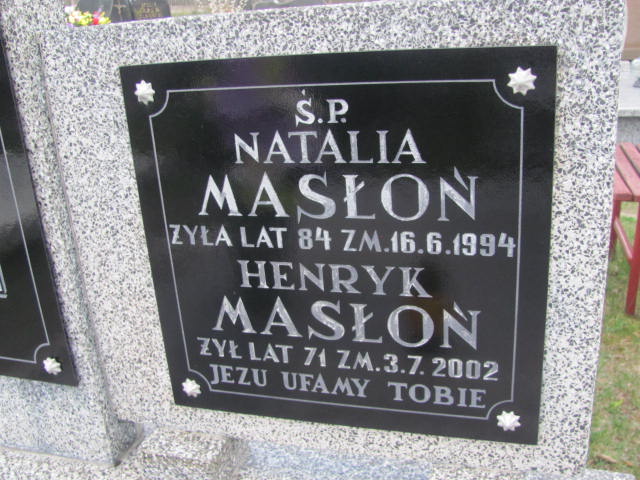 Ś.P.
NATALIA
MASŁOŃ
ŻYŁA LAT 84 ZM.16.6.1994
HENRYK
MASŁOŃ
ŻYŁ LAT 71 ZM.3.7.2002
JEZU UFAMY TOBIE